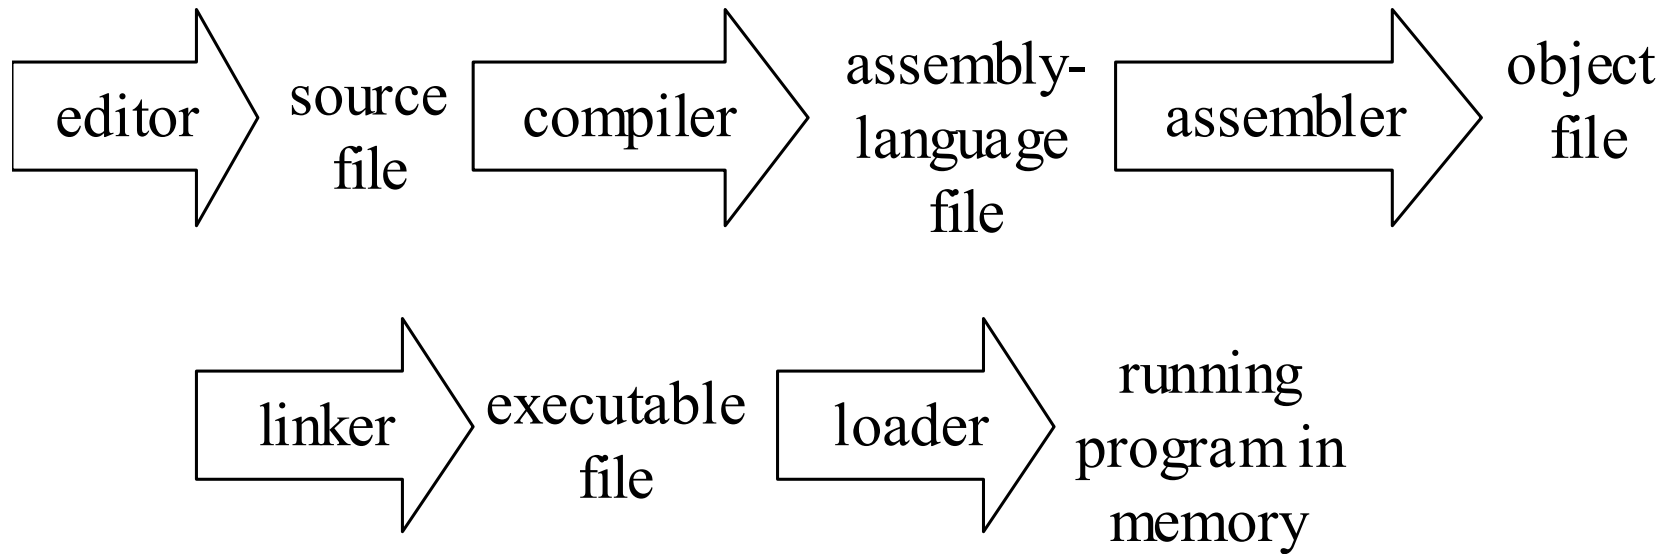 editor
source
file
compiler
assembly-
language
file
assembler
object
file
linker
executable
file
loader
running
program in
memory